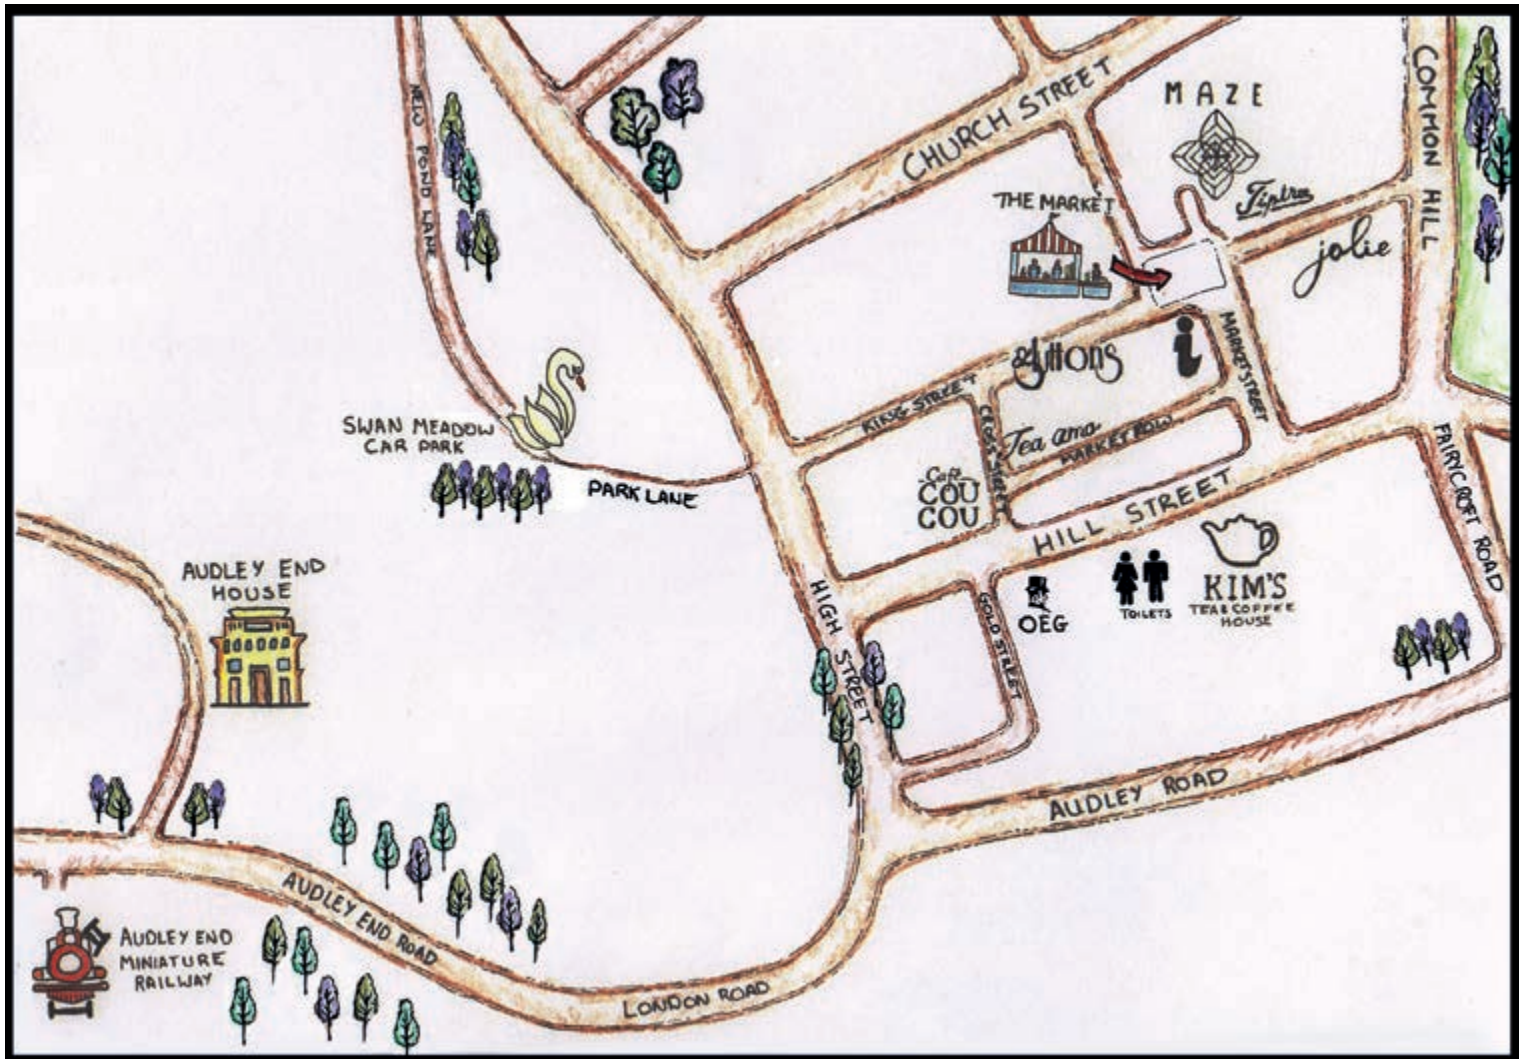 COMMON HILL
MAZE
CHURCH STREET
NEW POND LANE
Tiptree
THE MARKET
jolie
MARKET STREET
i
KING STREET
CROSS STREET
Tea amo
MARKET ROW
SWAN MEADOW
CAR PARK
FAIRYCROFT ROAD
Café
COU
COU
PARK LANE
HILL STREET
AUDLEY END
HOUSE
KIM'S
TEA & COFFEE
HOUSE
TOILETS
OEG
HIGH STREET
GOLD STREET
AUDLEY ROAD
AUDLEY END ROAD
AUDLEY END
MINIATURE
RAILWAY
LONDON ROAD